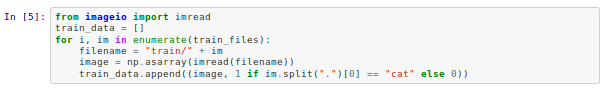 In [5]: from imageio import imread
train_data = []
for i, im in enumerate(train_files):
    filename = "train/" + im
    image = np.asarray(imread(filename))
    train_data.append((image, 1 if im.split(".")[0] == "cat" else 0))